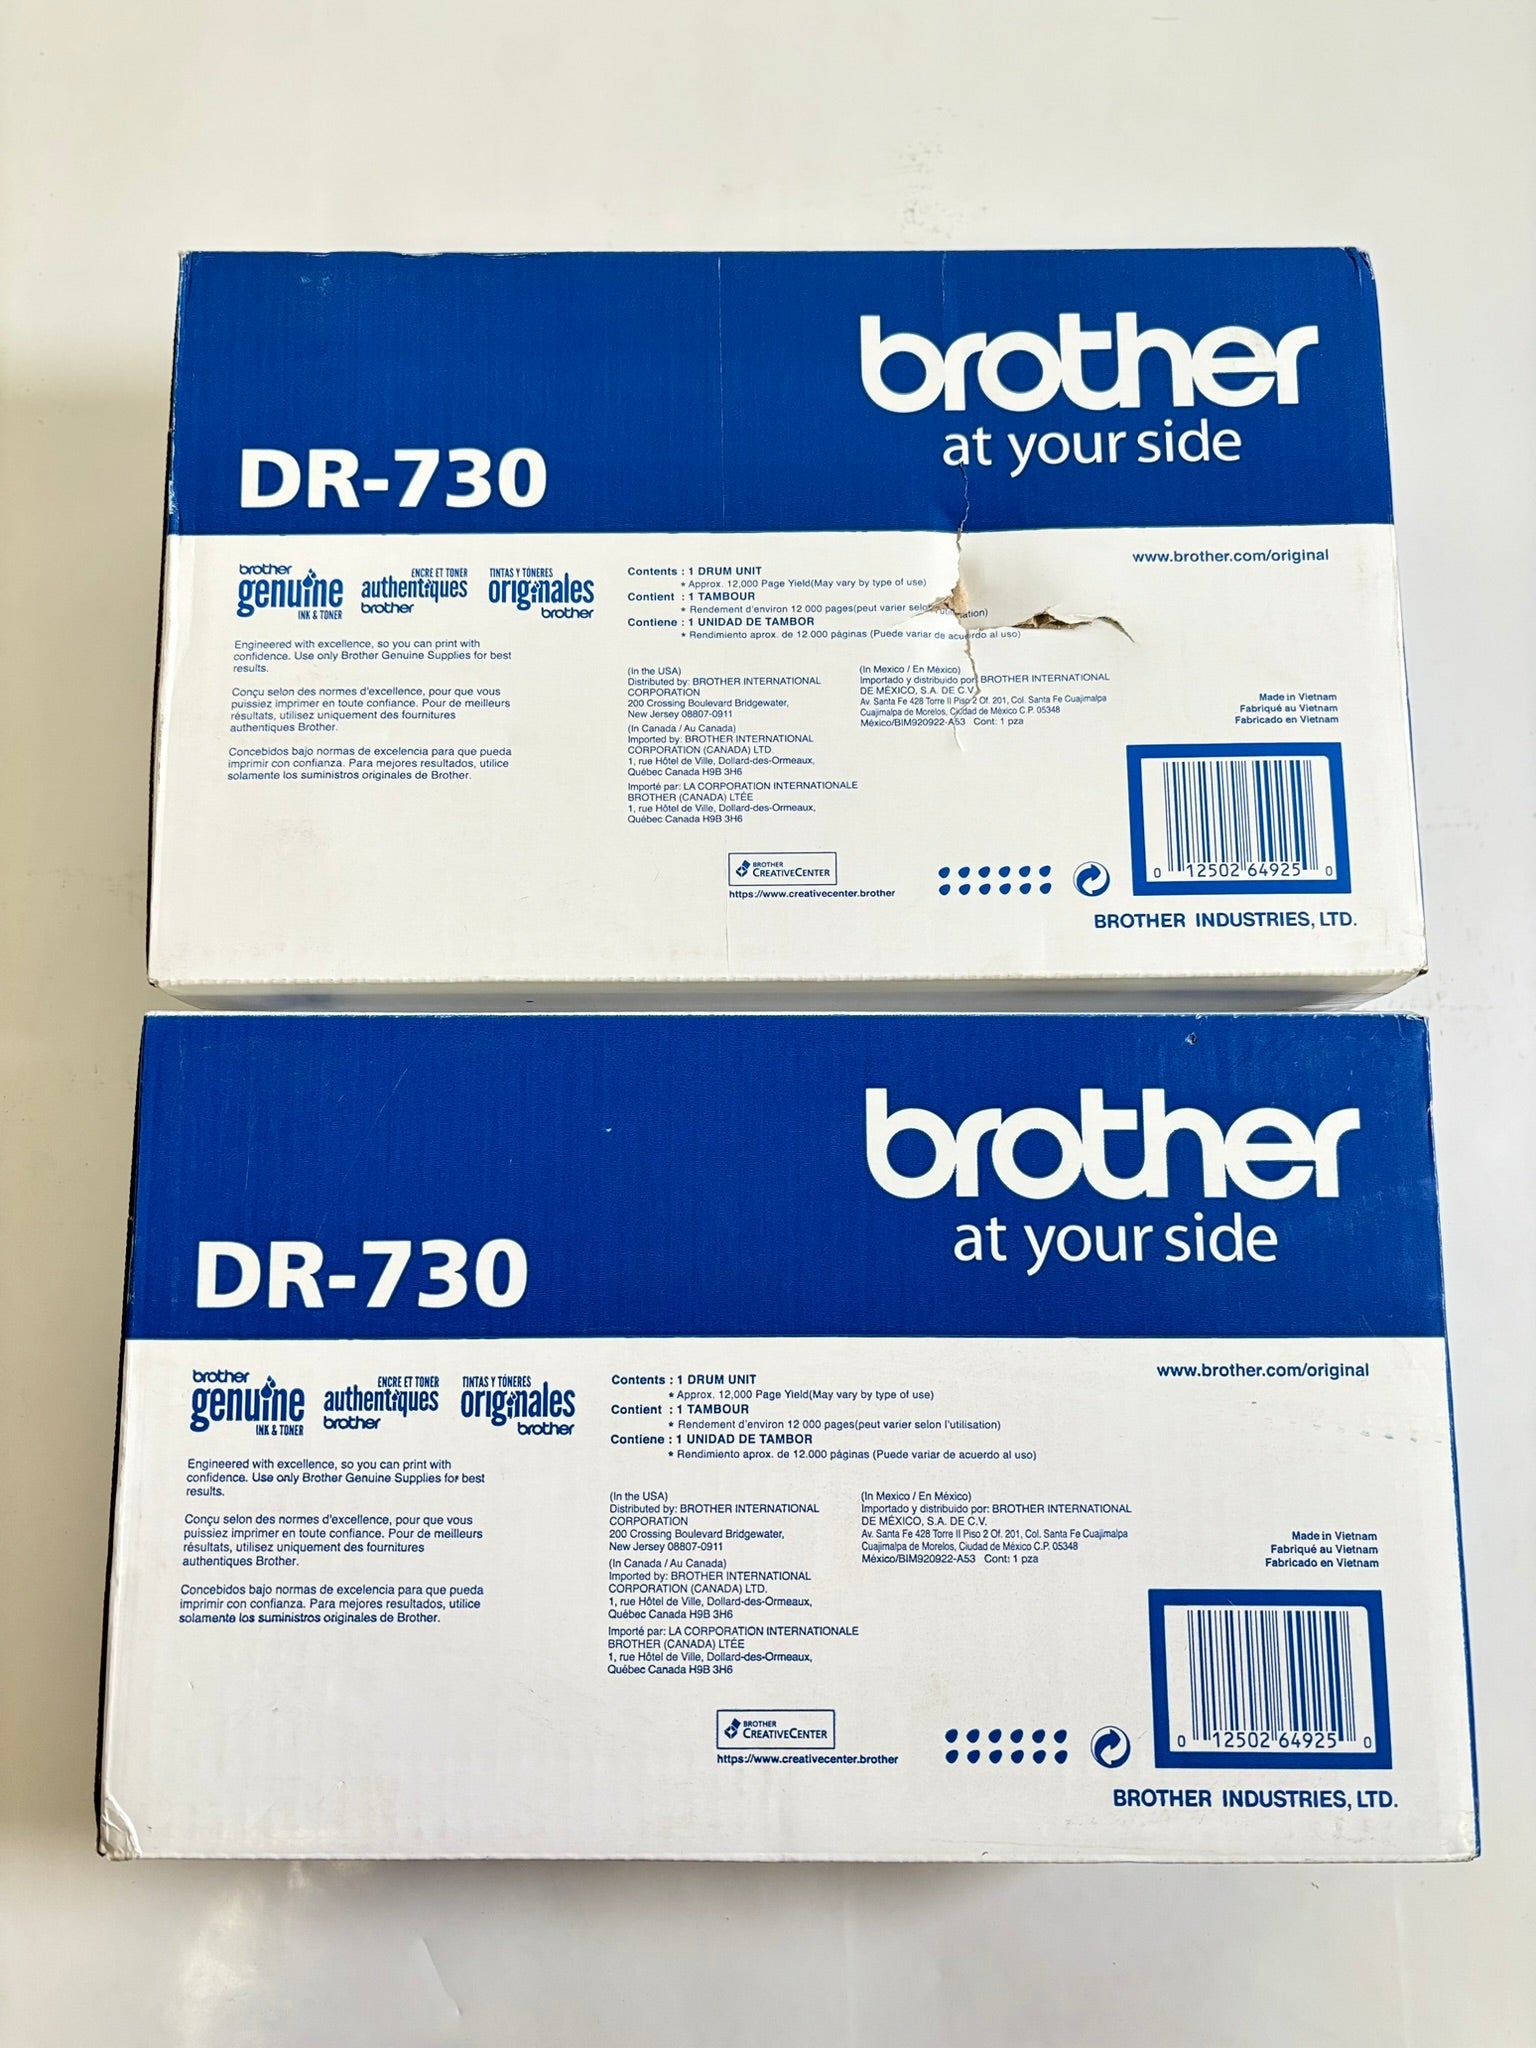 brother
at your side
DR-730
brother
genuine
INK & TONER
ENCRE ET TONER
authentiques
brother
TINTAS Y TÓNERES
originales
brother
Engineered with excellence, so you can print with
confidence. Use only Brother Genuine Supplies for best
results.
Conçu selon des normes d'excellence, pour que vous
puissiez imprimer en toute confiance. Pour de meilleurs
résultats, utilisez uniquement des fournitures
authentiques Brother.
Concebidos bajo normas de excelencia para que pueda
imprimir con confianza. Para mejores resultados, utilice
solamente los suministros originales de Brother.
Contents : 1 DRUM UNIT
* Approx. 12,000 Page Yield(May vary by type of use)
Contient : 1 TAMBOUR
* Rendement d'environ 12 000 pages(peut varier selon
Contiene : 1 UNIDAD DE TAMBOR
* Rendimiento aprox. de 12.000 páginas (Puede variar de acuerdo al uso)
(In the USA)
Distributed by: BROTHER INTERNATIONAL
CORPORATION
200 Crossing Boulevard Bridgewater,
New Jersey 08807-0911
(In Canada / Au Canada)
Imported by: BROTHER INTERNATIONAL
CORPORATION (CANADA) LTD.
1, rue Hôtel de Ville, Dollard-des-Ormeaux,
Québec Canada H9B 3H6
Importé par: LA CORPORATION INTERNATIONALE
BROTHER (CANADA) LTÉE
1, rue Hôtel de Ville, Dollard-des-Ormeaux,
Québec Canada H9B 3H6
(In Mexico / En México)
Importado y distribuido por: BROTHER INTERNATIONAL
DE MÉXICO, S.A. DE C.V.
Av. Santa Fe 428 Torre II Piso 2 Of. 201, Col. Santa Fe Cuajimalpa
Cuajimalpa de Morelos, Ciudad de México C.P. 05348
México/BIM920922-A53 Cont: 1 pza
www.brother.com/original
Made in Vietnam
Fabriqué au Vietnam
Fabricado en Vietnam
BROTHER
CREATIVECENTER
https://www.creativecenter.brother
0 12502 64925 0
BROTHER INDUSTRIES, LTD.
brother
at your side
DR-730
brother
genuine
INK & TONER
ENCRE ET TONER
authentiques
brother
TINTAS Y TÓNERES
originales
brother
Engineered with excellence, so you can print with
confidence. Use only Brother Genuine Supplies for best
results.
Conçu selon des normes d'excellence, pour que vous
puissiez imprimer en toute confiance. Pour de meilleurs
résultats, utilisez uniquement des fournitures
authentiques Brother.
Concebidos bajo normas de excelencia para que pueda
imprimir con confianza. Para mejores resultados, utilice
solamente los suministros originales de Brother.
Contents : 1 DRUM UNIT
* Approx. 12,000 Page Yield(May vary by type of use)
Contient : 1 TAMBOUR
* Rendement d'environ 12 000 pages(peut varier selon l'utilisation)
Contiene : 1 UNIDAD DE TAMBOR
* Rendimiento aprox. de 12.000 páginas (Puede variar de acuerdo al uso)
(In the USA)
Distributed by: BROTHER INTERNATIONAL
CORPORATION
200 Crossing Boulevard Bridgewater,
New Jersey 08807-0911
(In Canada / Au Canada)
Imported by: BROTHER INTERNATIONAL
CORPORATION (CANADA) LTD.
1, rue Hôtel de Ville, Dollard-des-Ormeaux,
Québec Canada H9B 3H6
Importé par: LA CORPORATION INTERNATIONALE
BROTHER (CANADA) LTÉE
1, rue Hôtel de Ville, Dollard-des-Ormeaux,
Québec Canada H9B 3H6
(In Mexico / En México)
Importado y distribuido por: BROTHER INTERNATIONAL
DE MÉXICO, S.A. DE C.V.
Av. Santa Fe 428 Torre II Piso 2 Of. 201, Col. Santa Fe Cuajimalpa
Cuajimalpa de Morelos, Ciudad de México C.P. 05348
México/BIM920922-A53 Cont: 1 pza
www.brother.com/original
Made in Vietnam
Fabriqué au Vietnam
Fabricado en Vietnam
BROTHER
CREATIVECENTER
https://www.creativecenter.brother
0 12502 64925 0
BROTHER INDUSTRIES, LTD.